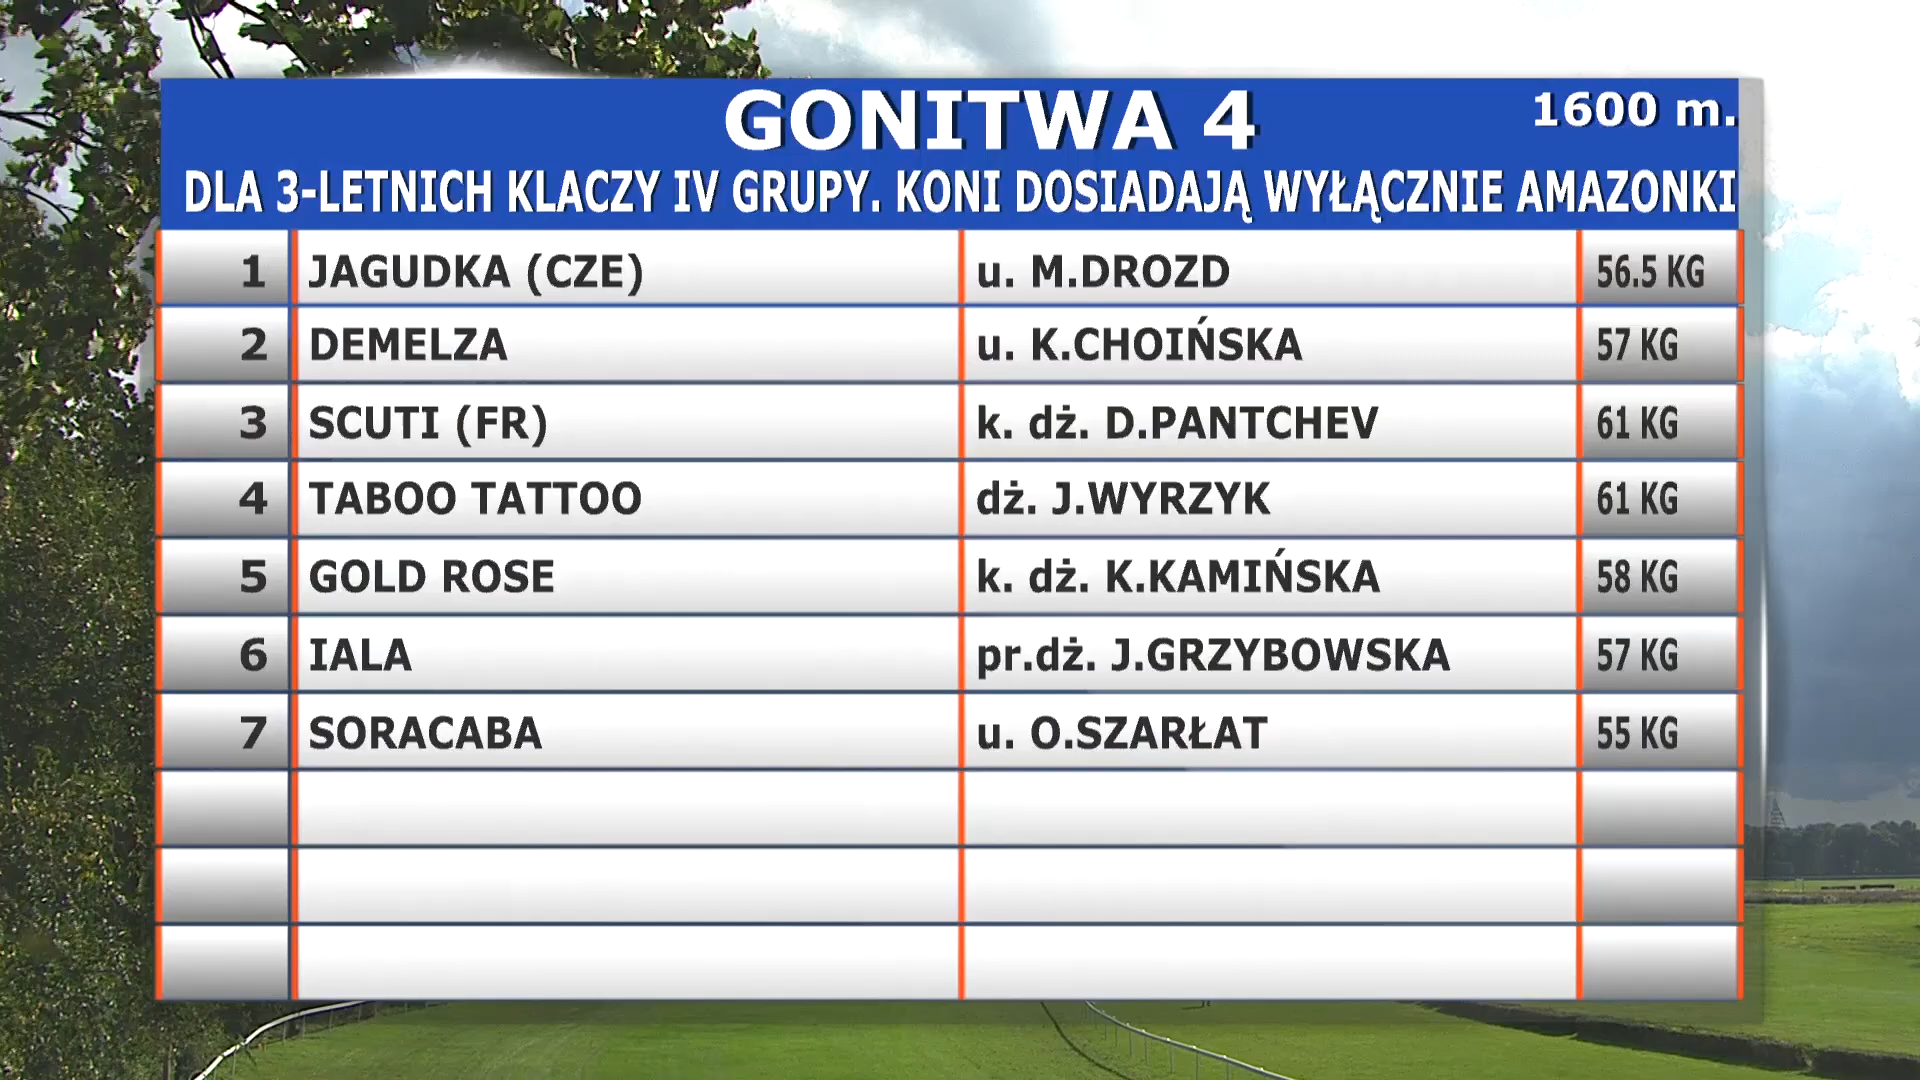 GONITWA 4
1600 m.
DLA 3-LETNICH KLACZY IV GRUPY. KONI DOSIADAJĄ WYŁĄCZNIE AMAZONKI
1 JAGUDKA (CZE) u. M.DROZD 56.5 KG
2 DEMELZA u. K.CHOIŃSKA 57 KG
3 SCUTI (FR) k. dż. D.PANTCHEV 61 KG
4 TABOO TATTOO dż. J.WYRZYK 61 KG
5 GOLD ROSE k. dż. K.KAMIŃSKA 58 KG
6 IALA pr.dż. J.GRZYBOWSKA 57 KG
7 SORACABA u. O.SZARŁAT 55 KG